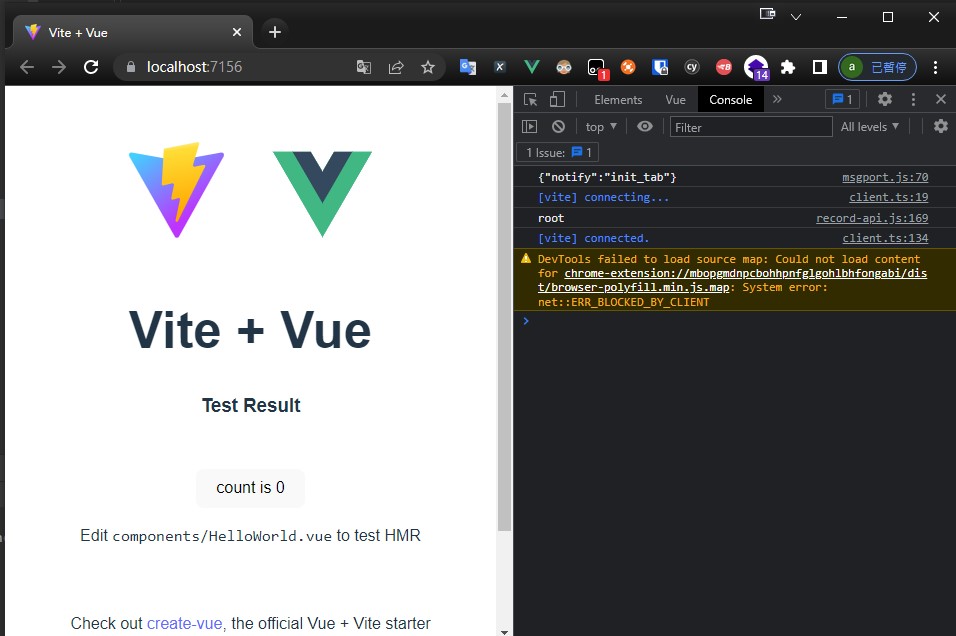 Vite + Vue
localhost:7156
1
cy
14
a 已暂停
Vite + Vue
Test Result
count is 0
Edit components/HelloWorld.vue to test HMR
Check out create-vue, the official Vue + Vite starter
Elements Vue Console 1
top Filter All levels
1 Issue: 1
{"notify":"init_tab"} msgport.js:70
[vite] connecting... client.ts:19
root record-api.js:169
[vite] connected. client.ts:134
DevTools failed to load source map: Could not load content
for chrome-extension://mbopgmdnpcbohhpnfglgohlbhfongabi/dis
t/browser-polyfill.min.js.map: System error:
net::ERR_BLOCKED_BY_CLIENT